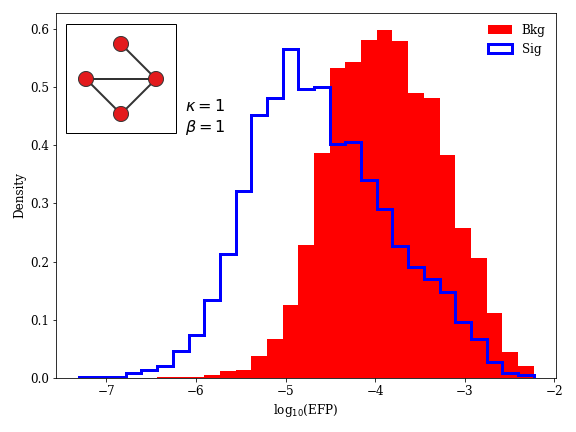 0.6
0.5
0.4
0.3
0.2
0.1
0.0
Density
κ = 1
β = 1
Bkg
Sig
−7 −6 −5 −4 −3 −2
log₁₀(EFP)